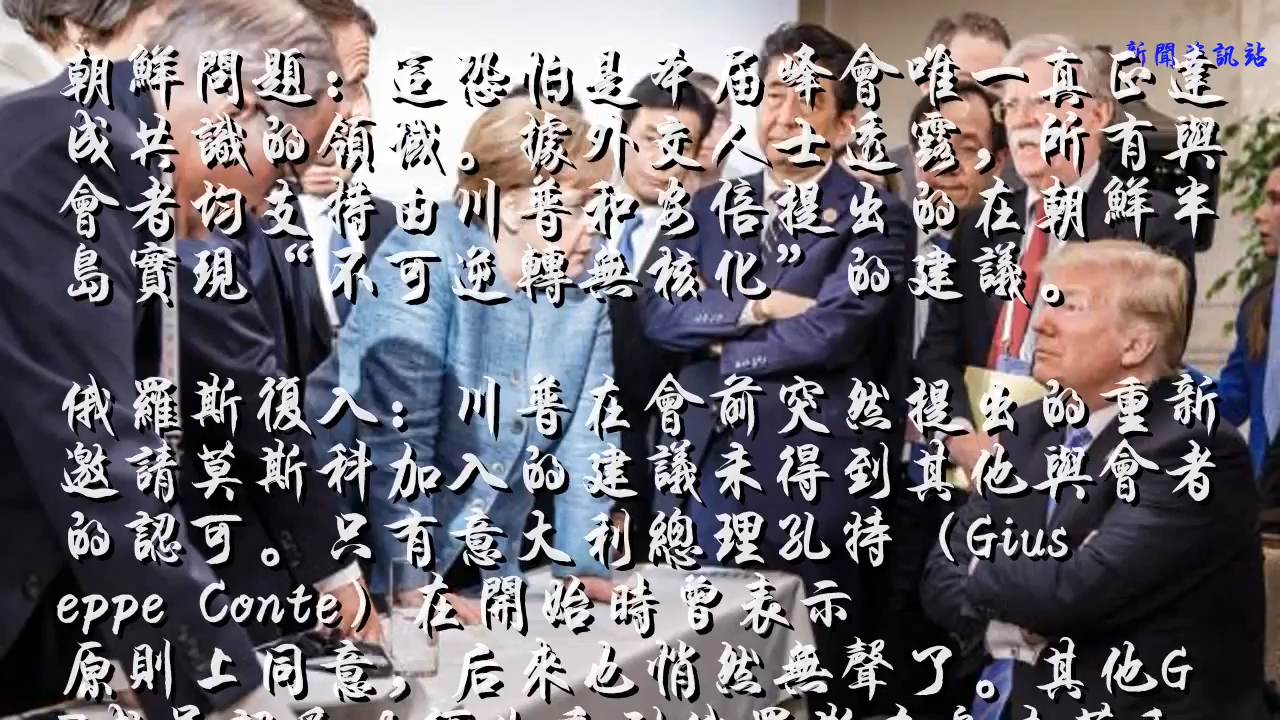 新聞資訊站
朝鮮問題：這恐怕是本届峰會唯一真正達
成共識的領域。據外交人士透露，所有與
會者均支持由川普和安倍提出的在朝鮮半
島實現“不可逆轉無核化”的建議。
俄羅斯復入：川普在會前突然提出的重新
邀請莫斯科加入的建議未得到其他與會者
的認可。只有意大利總理孔特（Gius
eppe Conte）在開始時曾表示
原則上同意，后來也悄然無聲了。其他G